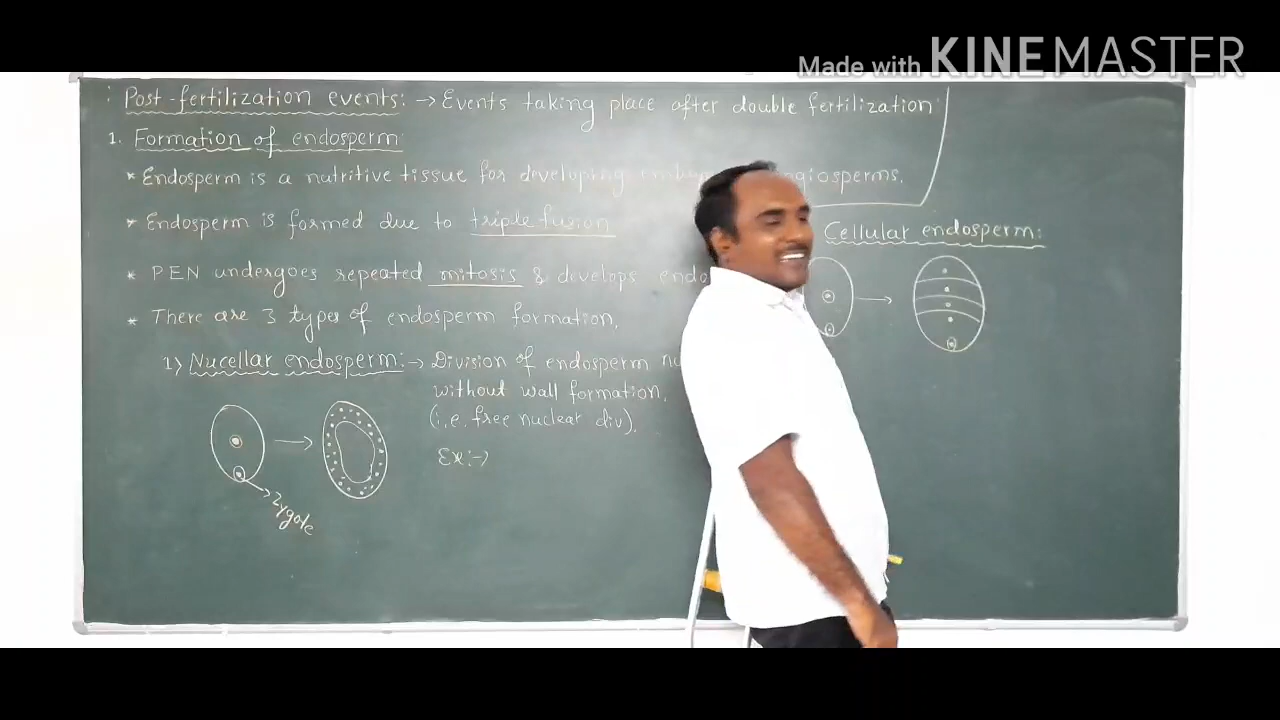 Made with KINEMASTER
Post-fertilization events: → Events taking place after double fertilization
1. Formation of endosperm
* Endosperm is a nutritive tissue for developing angiosperms.
* Endosperm is formed due to triple fusion
* PEN undergoes repeated mitosis & develops endo
* There are 3 types of endosperm formation.
1) Nucellar endosperm: → Division of endosperm nu
without wall formation.
(i.e. free nuclear div).
Ex:→
Zygote
Cellular endosperm: